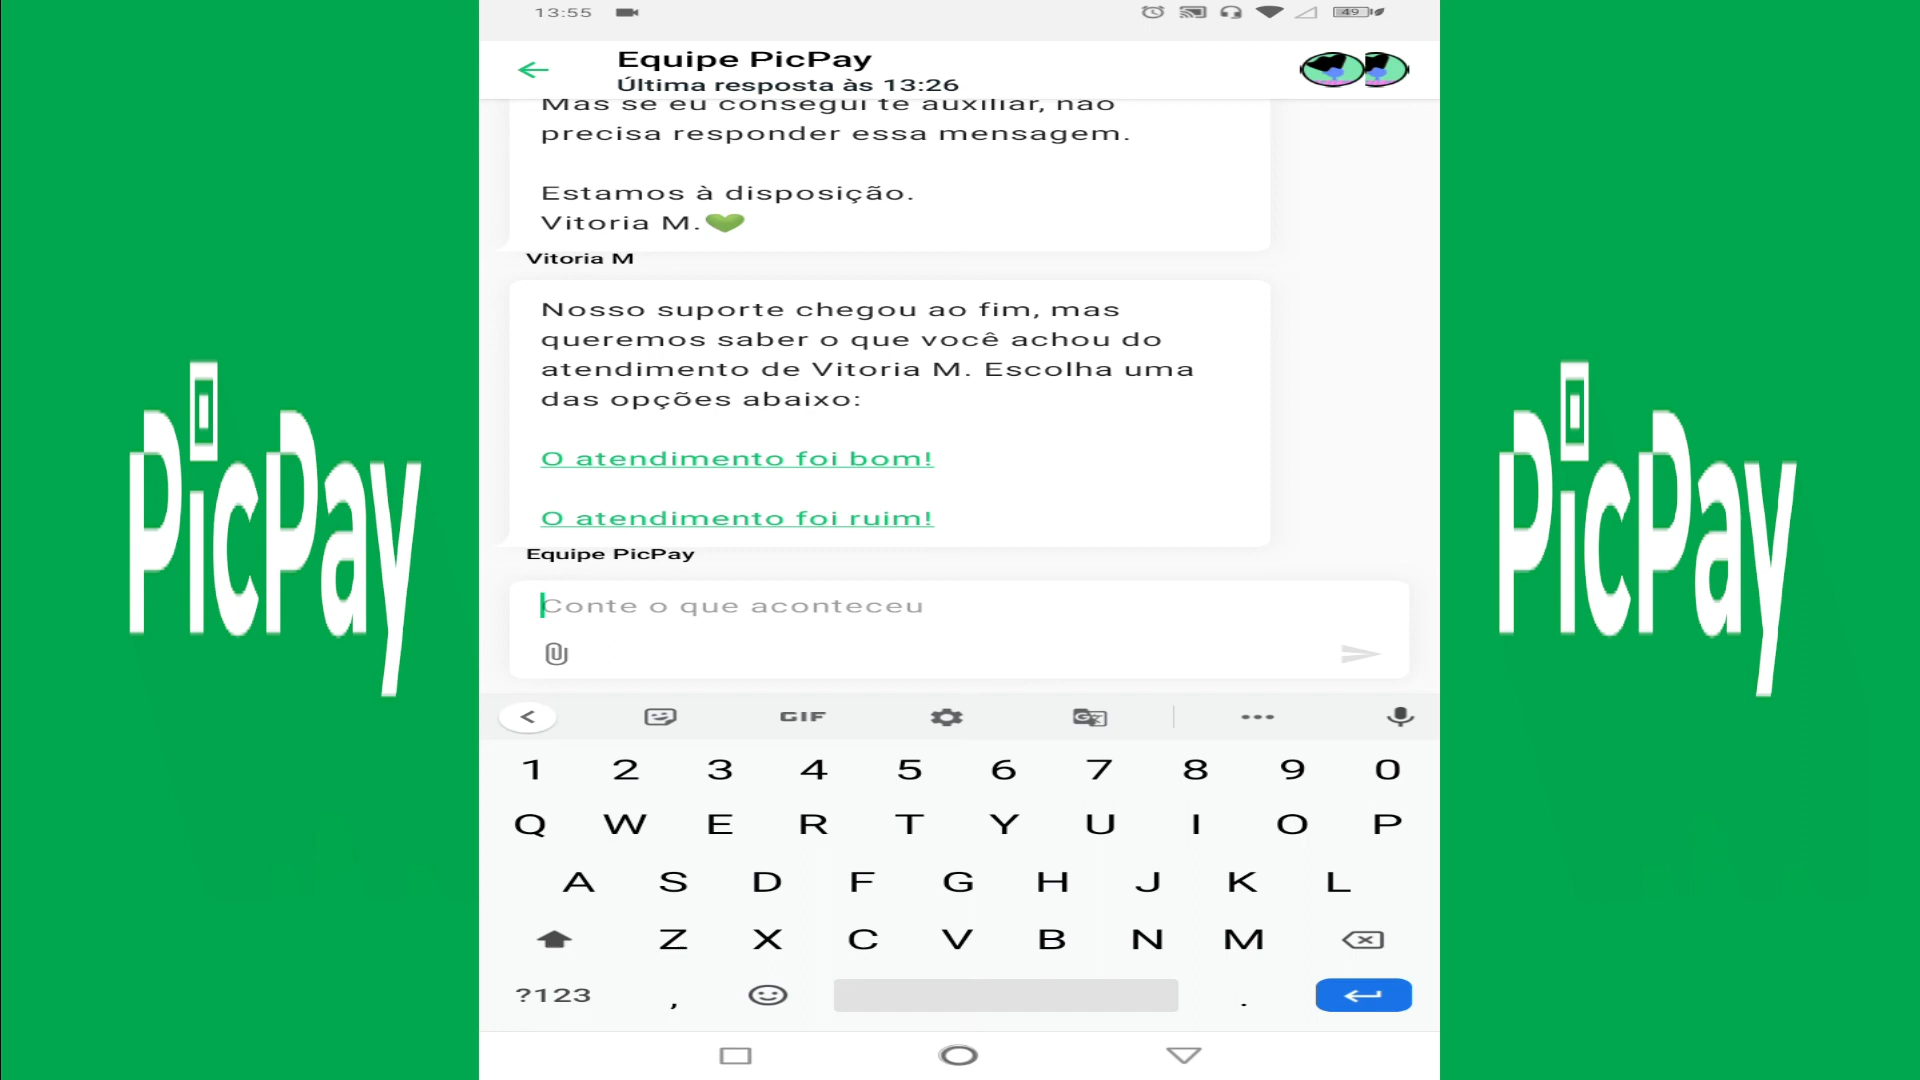 13:55
49
Equipe PicPay
Última resposta às 13:26
Mas se eu consegui te auxiliar, não
precisa responder essa mensagem.
Estamos à disposição.
Vitoria M.💚
Vitoria M
Nosso suporte chegou ao fim, mas
queremos saber o que você achou do
atendimento de Vitoria M. Escolha uma
das opções abaixo:
O atendimento foi bom!
O atendimento foi ruim!
Equipe PicPay
Conte o que aconteceu
GIF
1 2 3 4 5 6 7 8 9 0
Q W E R T Y U I O P
A S D F G H J K L
Z X C V B N M
?123 , .
PicPay
PicPay